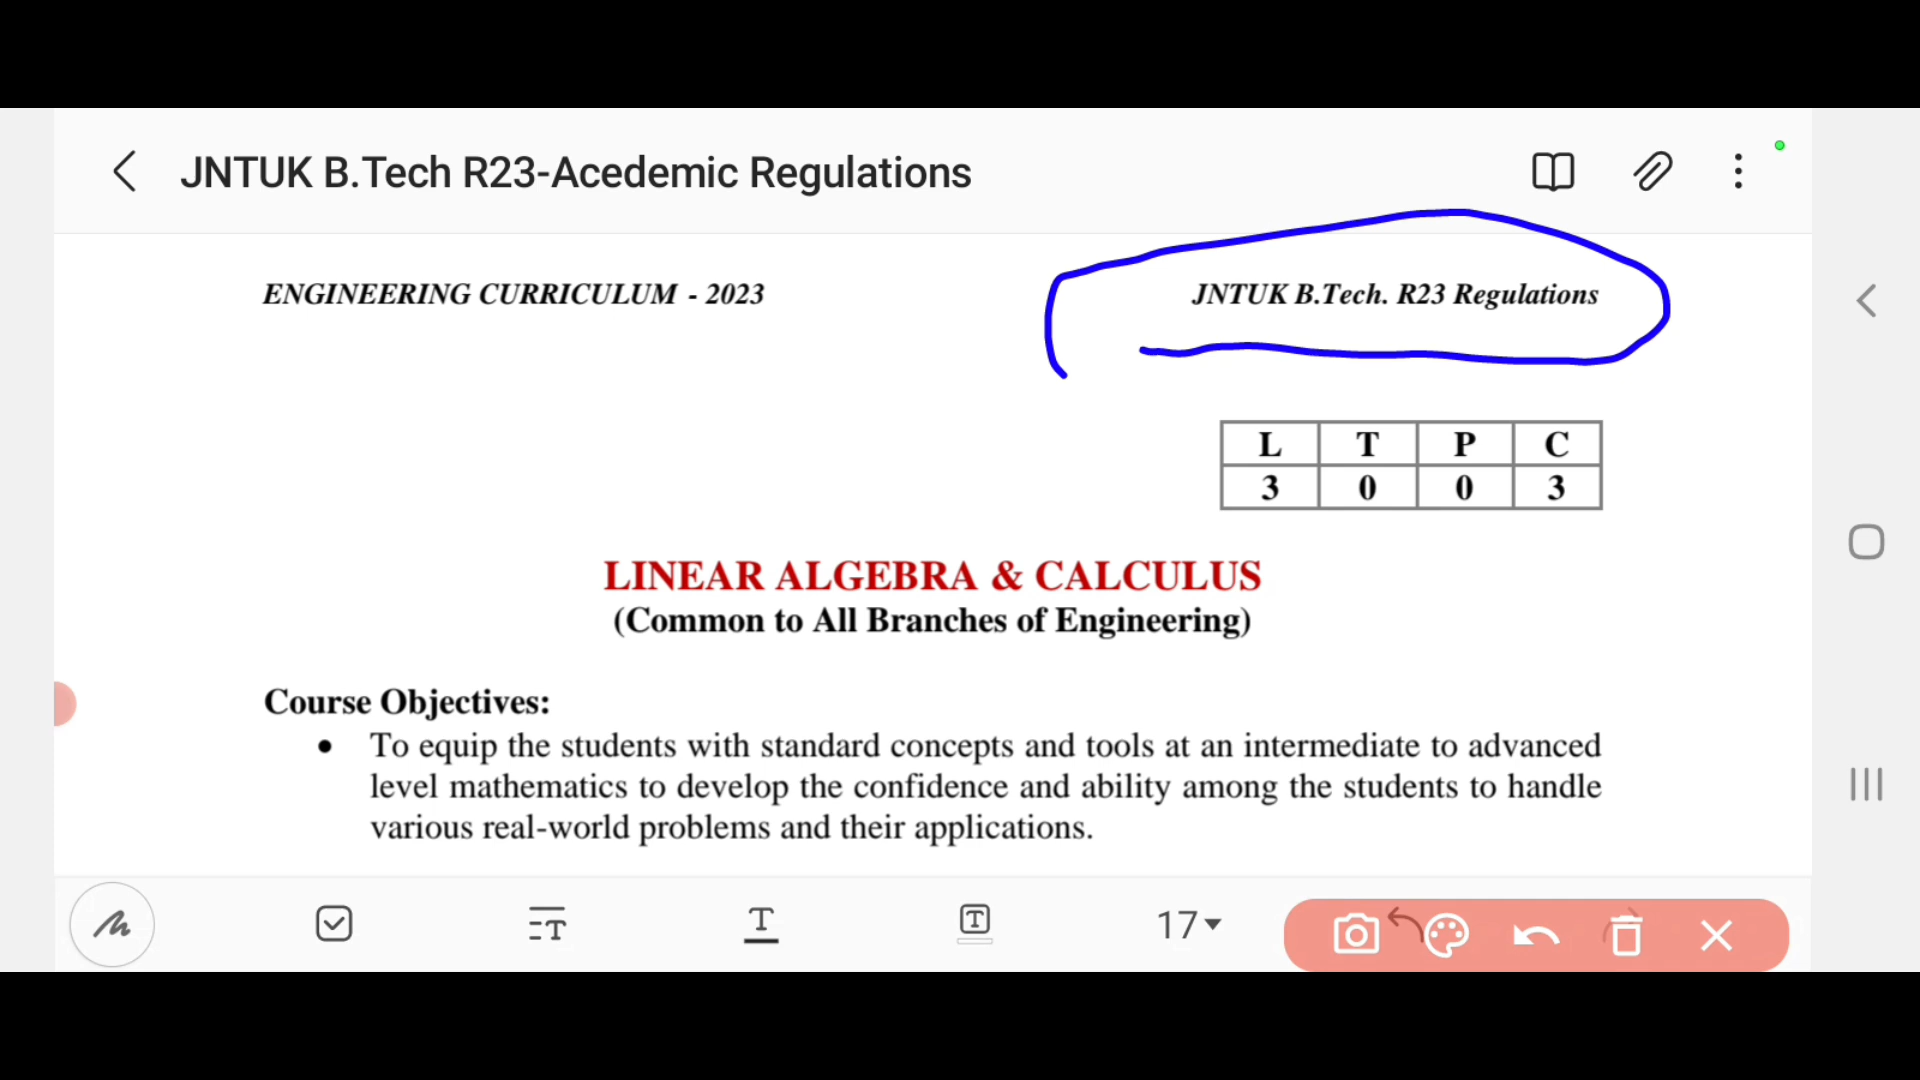 JNTUK B.Tech R23-Acedemic Regulations
ENGINEERING CURRICULUM - 2023
JNTUK B.Tech. R23 Regulations
L T P C
3 0 0 3
LINEAR ALGEBRA & CALCULUS
(Common to All Branches of Engineering)
Course Objectives:
• To equip the students with standard concepts and tools at an intermediate to advanced
level mathematics to develop the confidence and ability among the students to handle
various real-world problems and their applications.
17